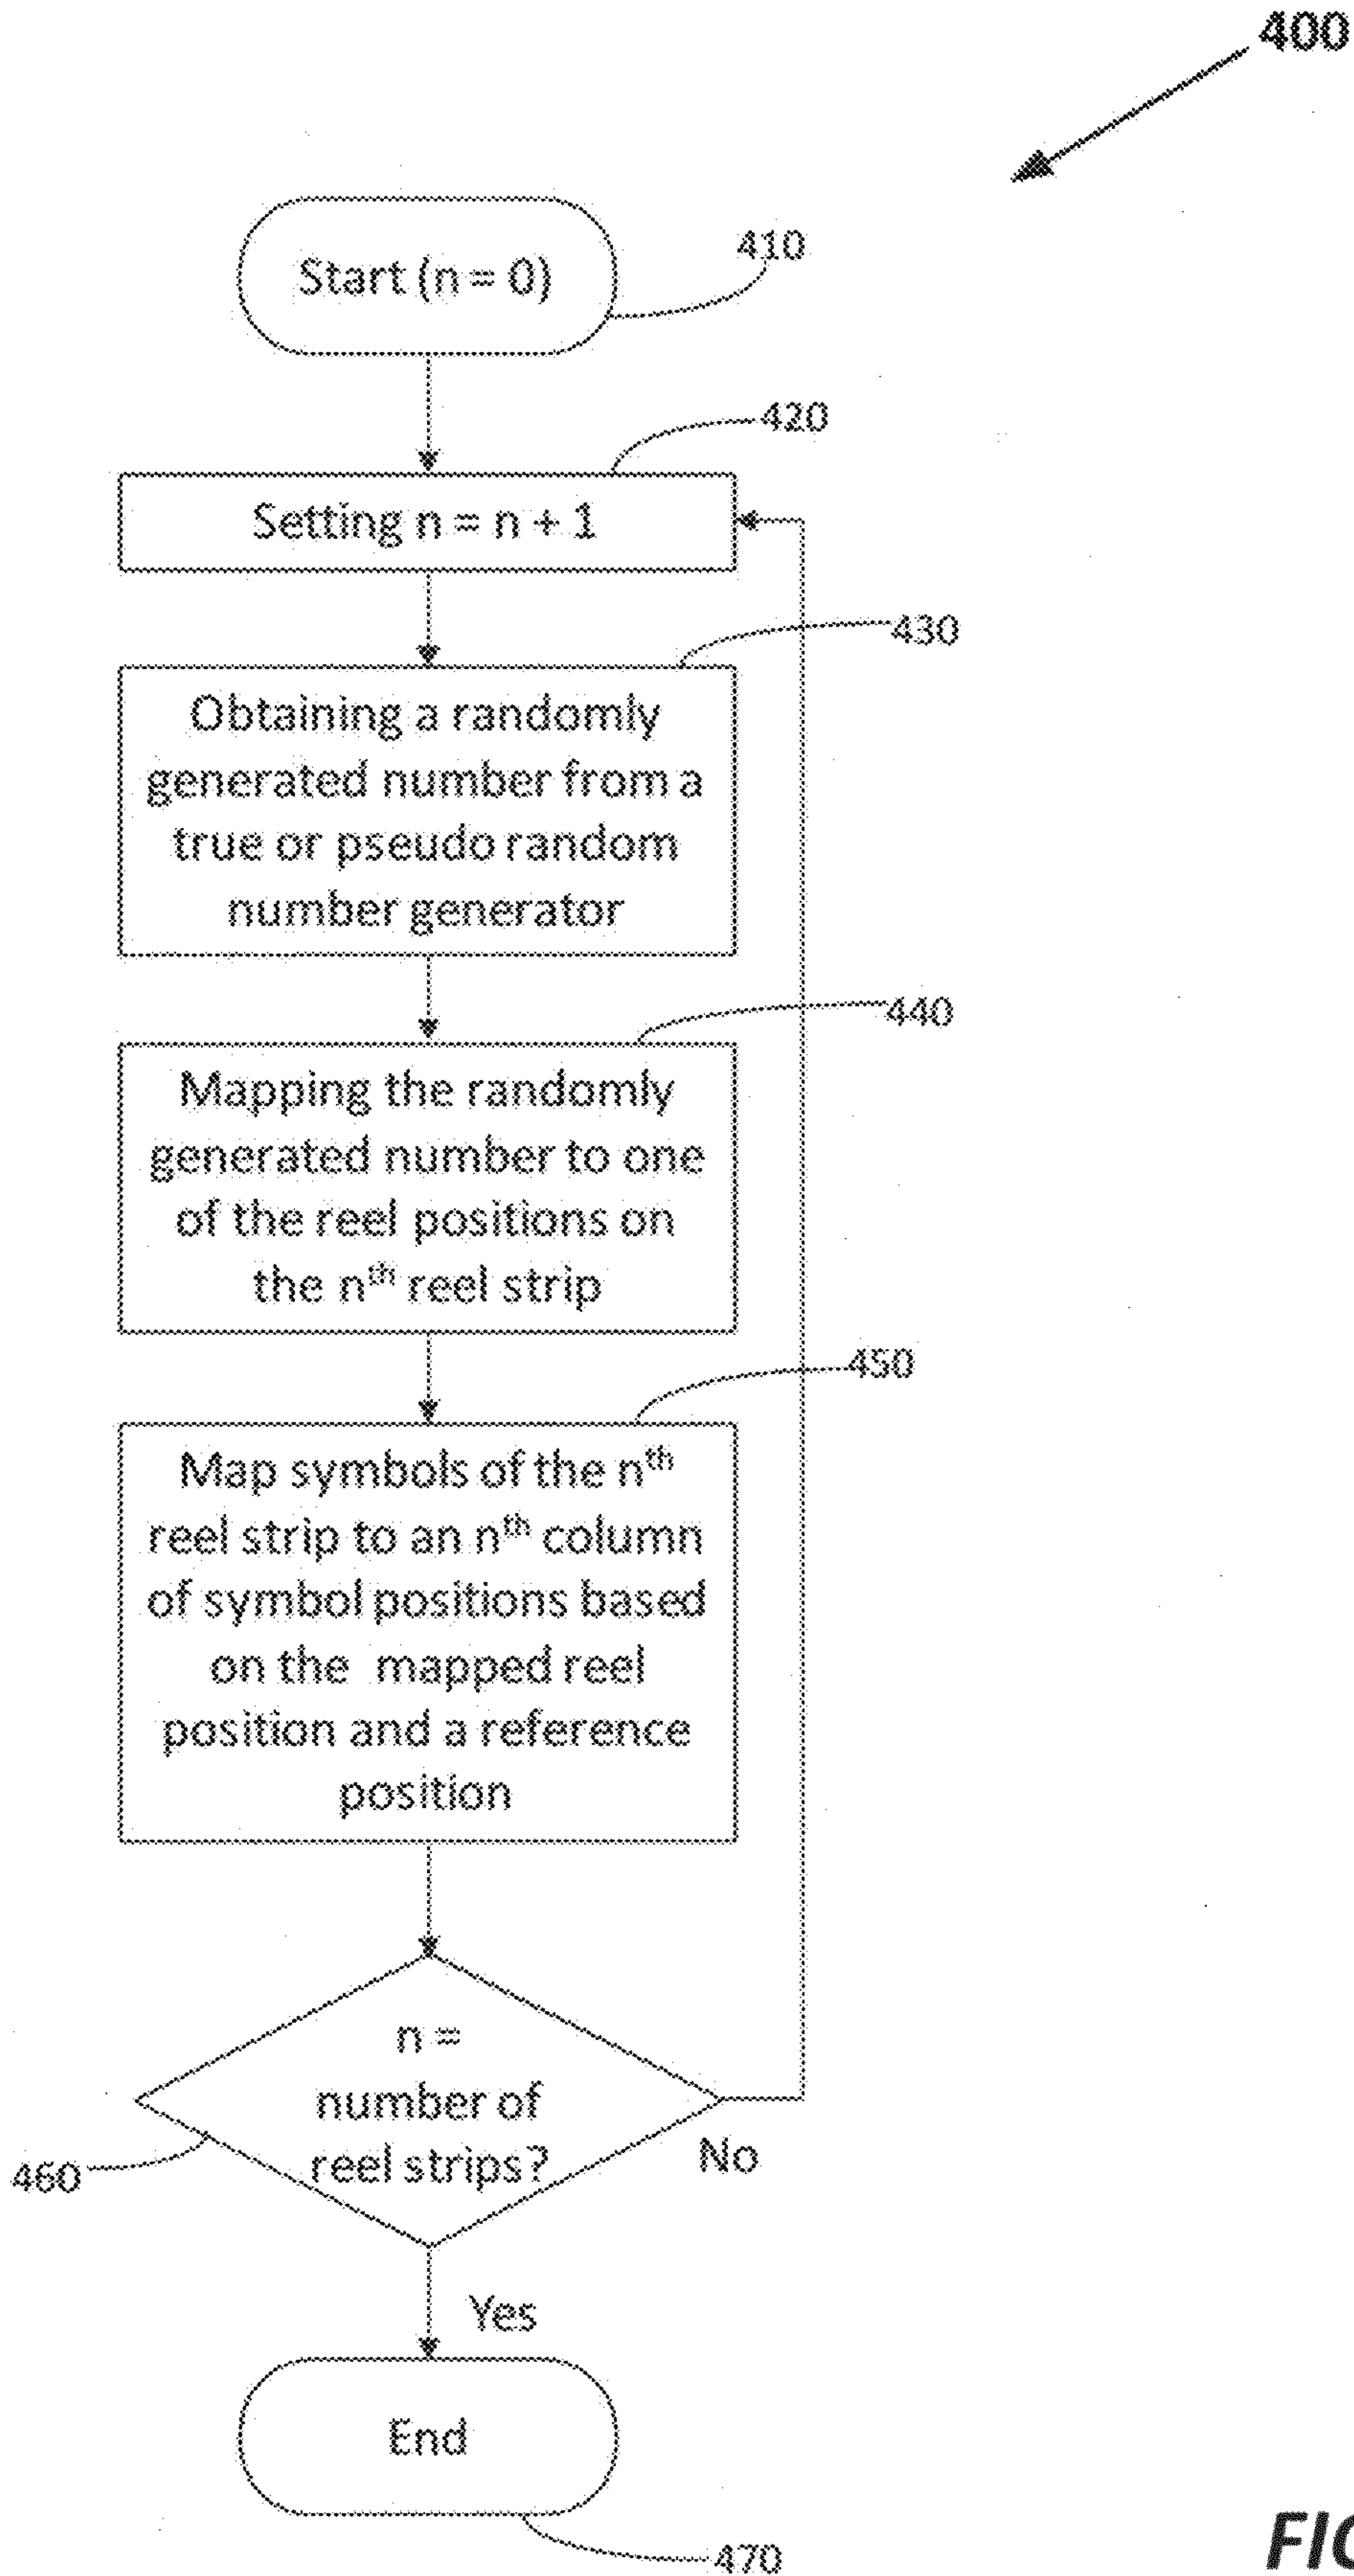 400
Start (n = 0)
410
420
Setting n = n + 1
430
Obtaining a randomly
generated number from a
true or pseudo random
number generator
440
Mapping the randomly
generated number to one
of the reel positions on
the nth reel strip
450
Map symbols of the nth
reel strip to an nth column
of symbol positions based
on the mapped reel
position and a reference
position
n =
number of
reel strips?
No
460
Yes
End
470